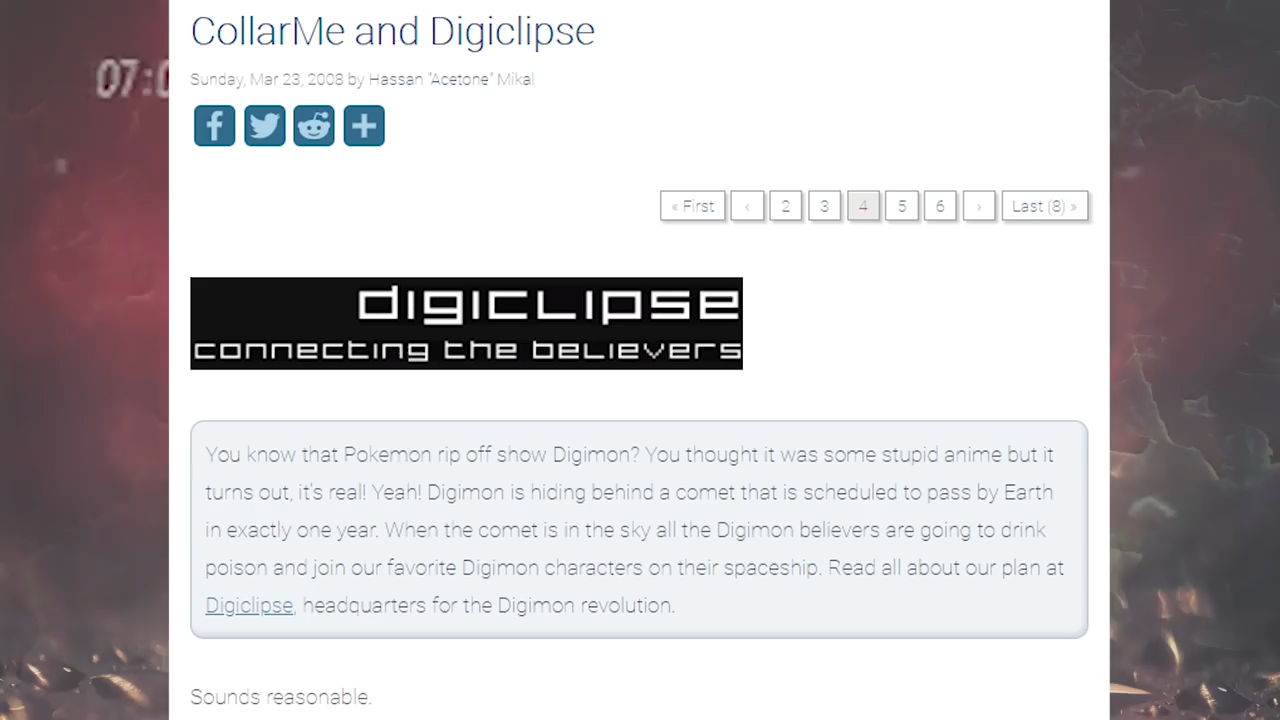 CollarMe and Digiclipse
07:0
Sunday, Mar 23, 2008 by Hassan "Acetone" Mikal
« First ‹ 2 3 4 5 6 › Last (8) »
digiclipse
connecting the believers
You know that Pokemon rip off show Digimon? You thought it was some stupid anime but it
turns out, it's real! Yeah! Digimon is hiding behind a comet that is scheduled to pass by Earth
in exactly one year. When the comet is in the sky all the Digimon believers are going to drink
poison and join our favorite Digimon characters on their spaceship. Read all about our plan at
Digiclipse, headquarters for the Digimon revolution.
Sounds reasonable.